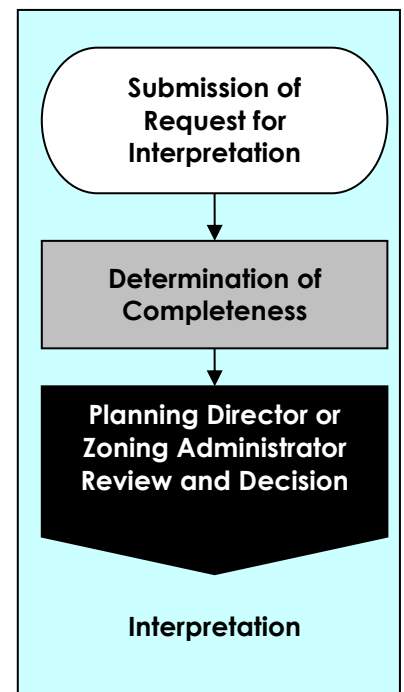 Submission of
Request for
Interpretation
Determination of
Completeness
Planning Director or
Zoning Administrator
Review and Decision
Interpretation